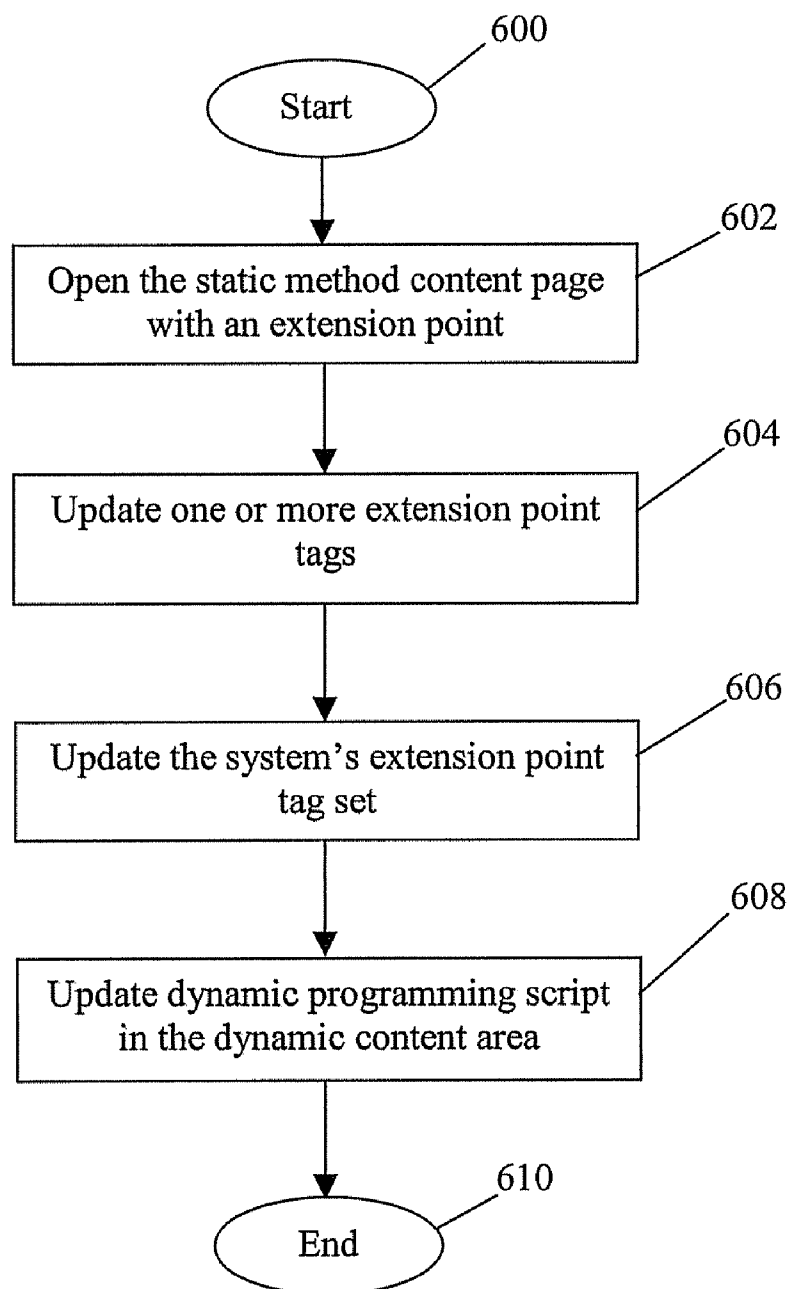 600
Start
602
Open the static method content page
with an extension point
604
Update one or more extension point
tags
606
Update the system's extension point
tag set
608
Update dynamic programming script
in the dynamic content area
610
End